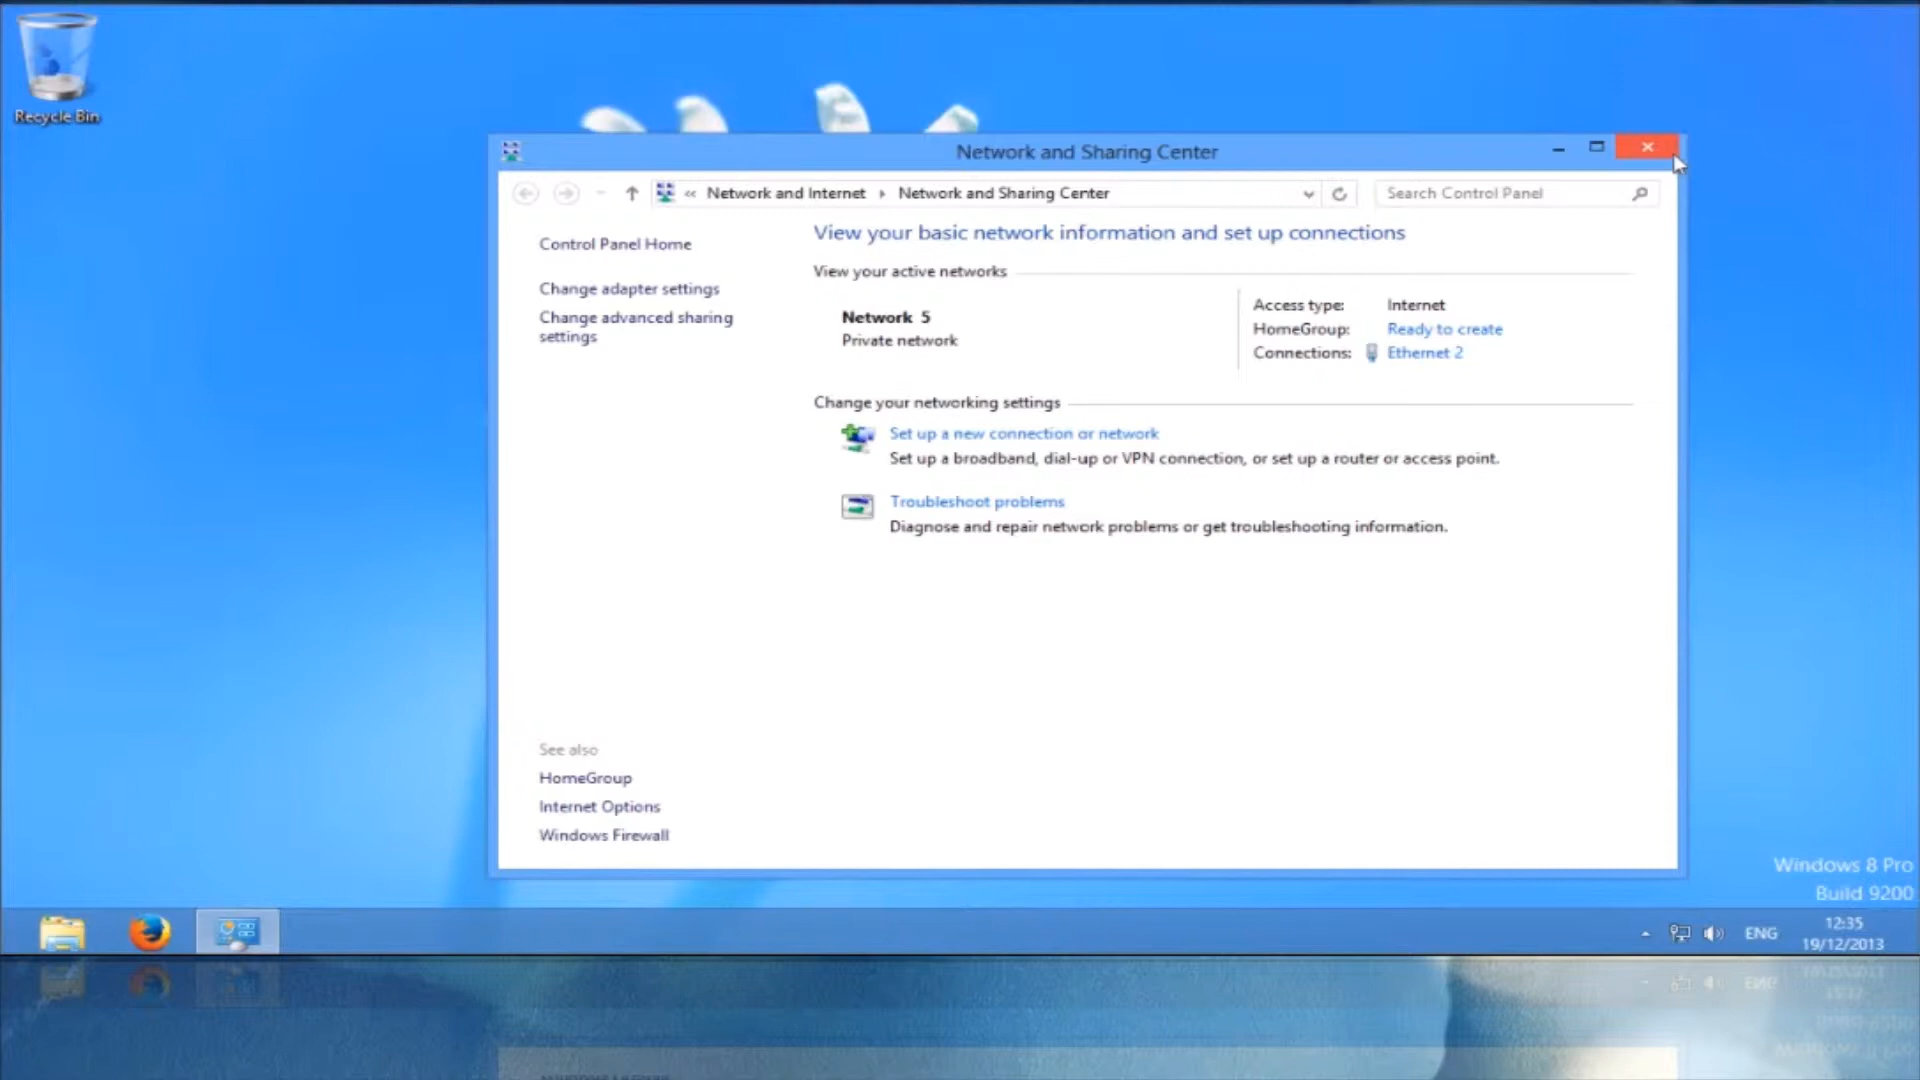 Recycle Bin
Network and Sharing Center
« Network and Internet ▸ Network and Sharing Center
Search Control Panel
Control Panel Home
Change adapter settings
Change advanced sharing
settings
View your basic network information and set up connections
View your active networks
Network 5
Private network
Access type: Internet
HomeGroup: Ready to create
Connections: Ethernet 2
Change your networking settings
Set up a new connection or network
Set up a broadband, dial-up or VPN connection, or set up a router or access point.
Troubleshoot problems
Diagnose and repair network problems or get troubleshooting information.
See also
HomeGroup
Internet Options
Windows Firewall
Windows 8 Pro
Build 9200
ENG
12:35
19/12/2013